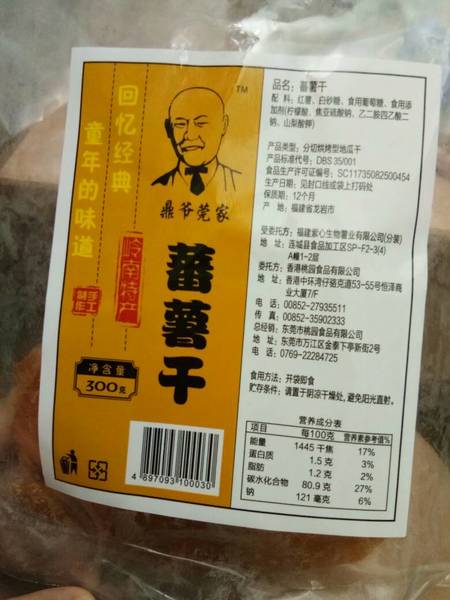 回忆经典
童年的味道
TM
鼎爷莞家
岭南特产
手工制作
蕃薯干
净含量
300克
4 897093 100030
品名：蕃薯干
配 料：红薯、白砂糖、食用葡萄糖、食用添
加剂(柠檬酸、焦亚硫酸钠、乙二胺四乙酸二
钠、山梨酸钾)
产品类型：分切烘烤型地瓜干
产品标准代号：DBS 35/001
食品生产许可证编号：SC11735082500454
生产日期：见封口线或袋上打码处
保质期：12个月
产 地：福建省龙岩市
受委托方：福建紫心生物薯业有限公司(分装)
地 址：连城县食品加工区SP-F2-3(4)
A幢1-2层
委托方：香港桃园食品有限公司
地 址：香港中环湾仔骆克道53-55号恒泽商
业大厦7/F
电 话：00852-27935511
传 真：00852-35902333
总经销：东莞市桃园食品有限公司
地 址：东莞市万江区金泰下亭新街2号
电 话：0769-22284725
食用方法：开袋即食
贮存条件：请置于阴凉干燥处，避免阳光直射。
营养成分表
项目 每100克 营养素参考值%
能量 1445 千焦 17%
蛋白质 1.5 克 3%
脂肪 1.2 克 2%
碳水化合物 80.9 克 27%
钠 121 毫克 6%